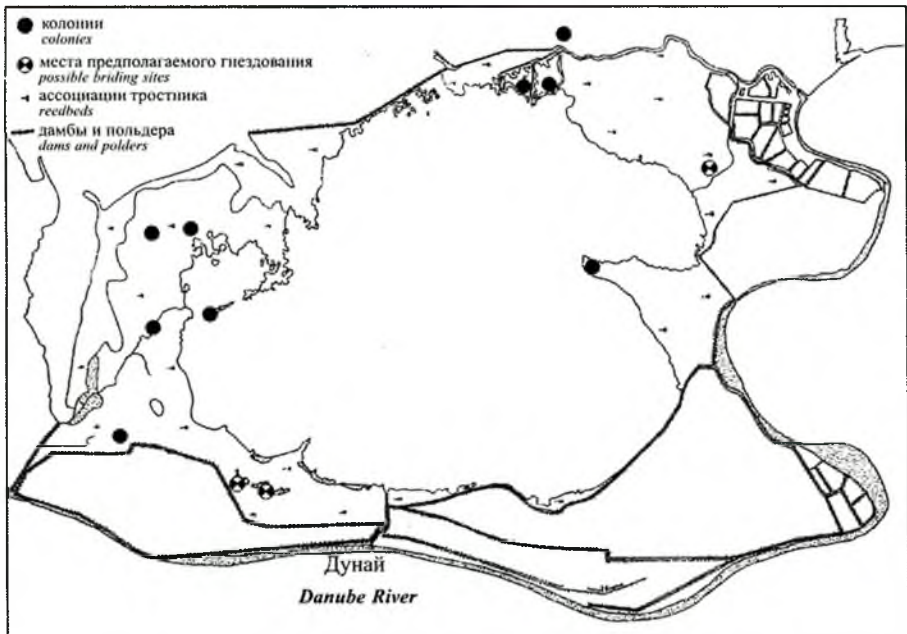 колонии
colonies
места предполагаемого гнездования
possible briding sites
ассоциации тростника
reedbeds
дамбы и польдера
dams and polders
Дунай
Danube River